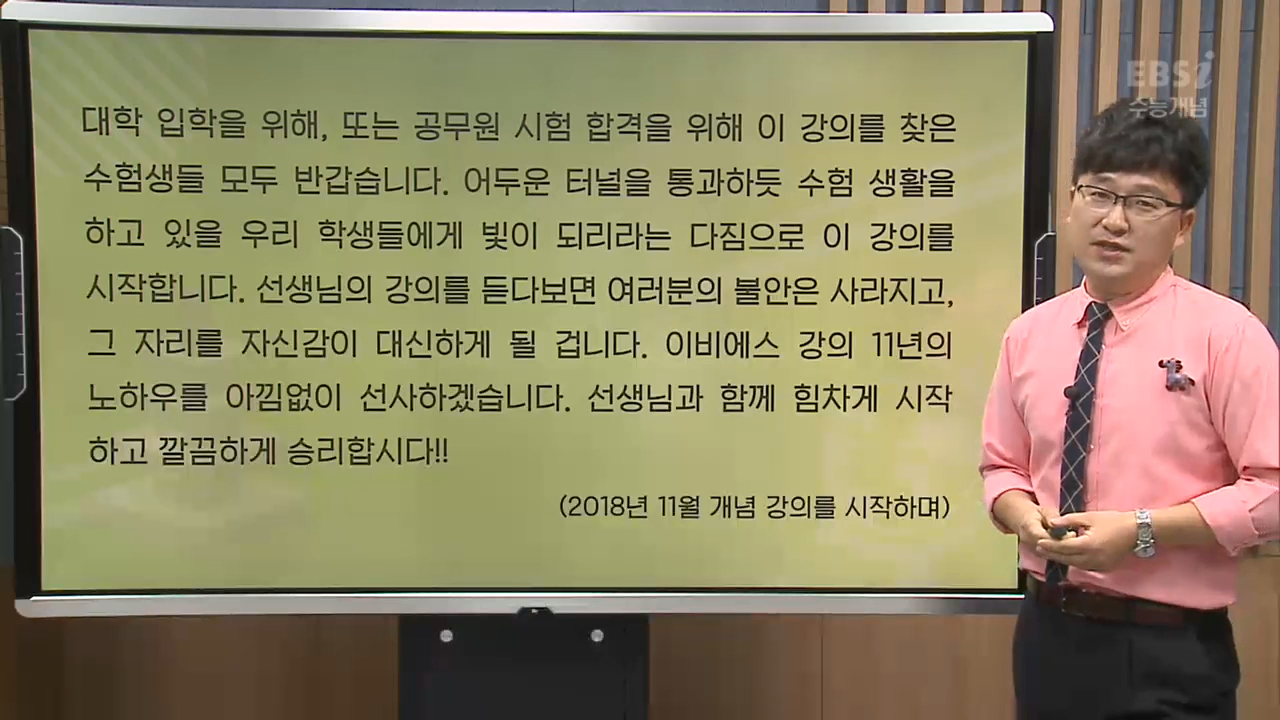 EBSi
수능개념
대학 입학을 위해, 또는 공무원 시험 합격을 위해 이 강의를 찾은
수험생들 모두 반갑습니다. 어두운 터널을 통과하듯 수험 생활을
하고 있을 우리 학생들에게 빛이 되리라는 다짐으로 이 강의를
시작합니다. 선생님의 강의를 듣다보면 여러분의 불안은 사라지고,
그 자리를 자신감이 대신하게 될 겁니다. 이비에스 강의 11년의
노하우를 아낌없이 선사하겠습니다. 선생님과 함께 힘차게 시작
하고 깔끔하게 승리합시다!!
(2018년 11월 개념 강의를 시작하며)